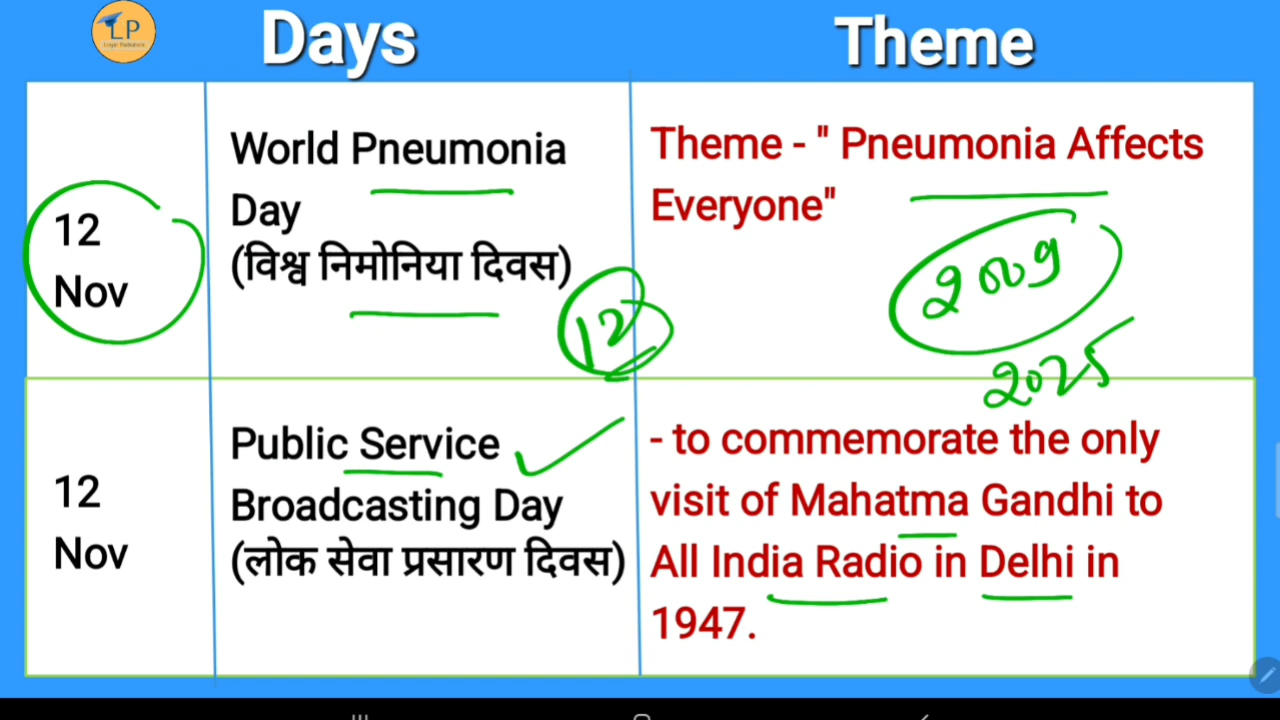 LP
Days
Theme
12
Nov
World Pneumonia
Day
(विश्व निमोनिया दिवस)
12
Theme - " Pneumonia Affects
Everyone"
2009
2025
12
Nov
Public Service
Broadcasting Day
(लोक सेवा प्रसारण दिवस)
- to commemorate the only
visit of Mahatma Gandhi to
All India Radio in Delhi in
1947.